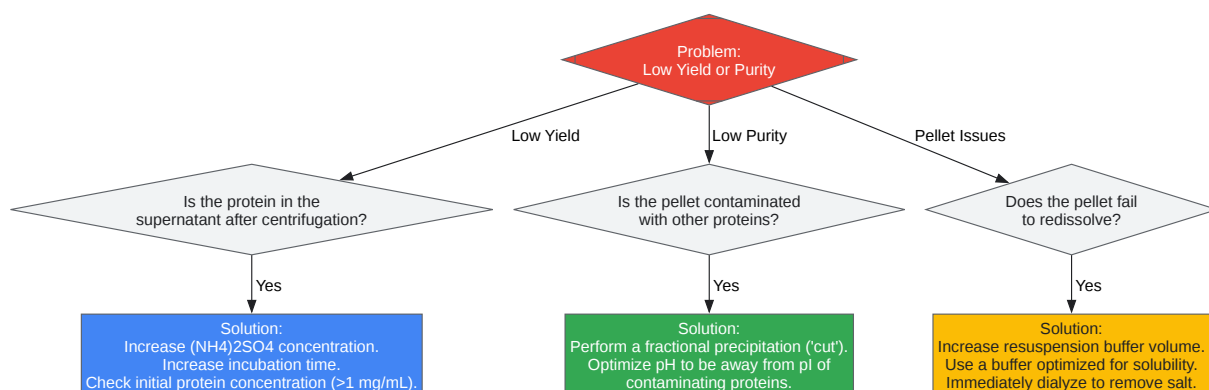 Problem:
Low Yield or Purity
Low Yield
Low Purity
Pellet Issues
Is the protein in the
supernatant after centrifugation?
Is the pellet contaminated
with other proteins?
Does the pellet fail
to redissolve?
Yes
Yes
Yes
Solution:
Increase (NH4)2SO4 concentration.
Increase incubation time.
Check initial protein concentration (>1 mg/mL).
Solution:
Perform a fractional precipitation ('cut').
Optimize pH to be away from pI of
contaminating proteins.
Solution:
Increase resuspension buffer volume.
Use a buffer optimized for solubility.
Immediately dialyze to remove salt.